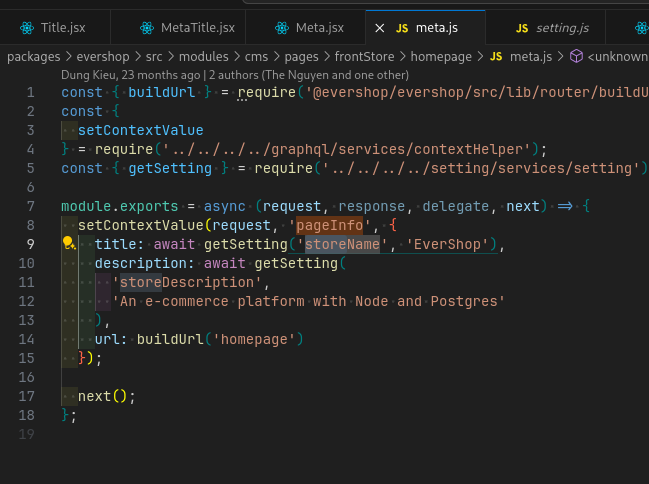 Title.jsx MetaTitle.jsx Meta.jsx JS meta.js JS setting.js
packages > evershop > src > modules > cms > pages > frontStore > homepage > JS meta.js > <unknown
Dung Kieu, 23 months ago | 2 authors (The Nguyen and one other)
1 const { buildUrl } = require('@evershop/evershop/src/lib/router/buildU
2 const {
3 setContextValue
4 } = require('../../../../graphql/services/contextHelper');
5 const { getSetting } = require('../../../../setting/services/setting')
6
7 module.exports = async (request, response, delegate, next) => {
8 setContextValue(request, 'pageInfo', {
9 title: await getSetting('storeName', 'EverShop'),
10 description: await getSetting(
11 'storeDescription',
12 'An e-commerce platform with Node and Postgres'
13 ),
14 url: buildUrl('homepage')
15 });
16
17 next();
18 };
19